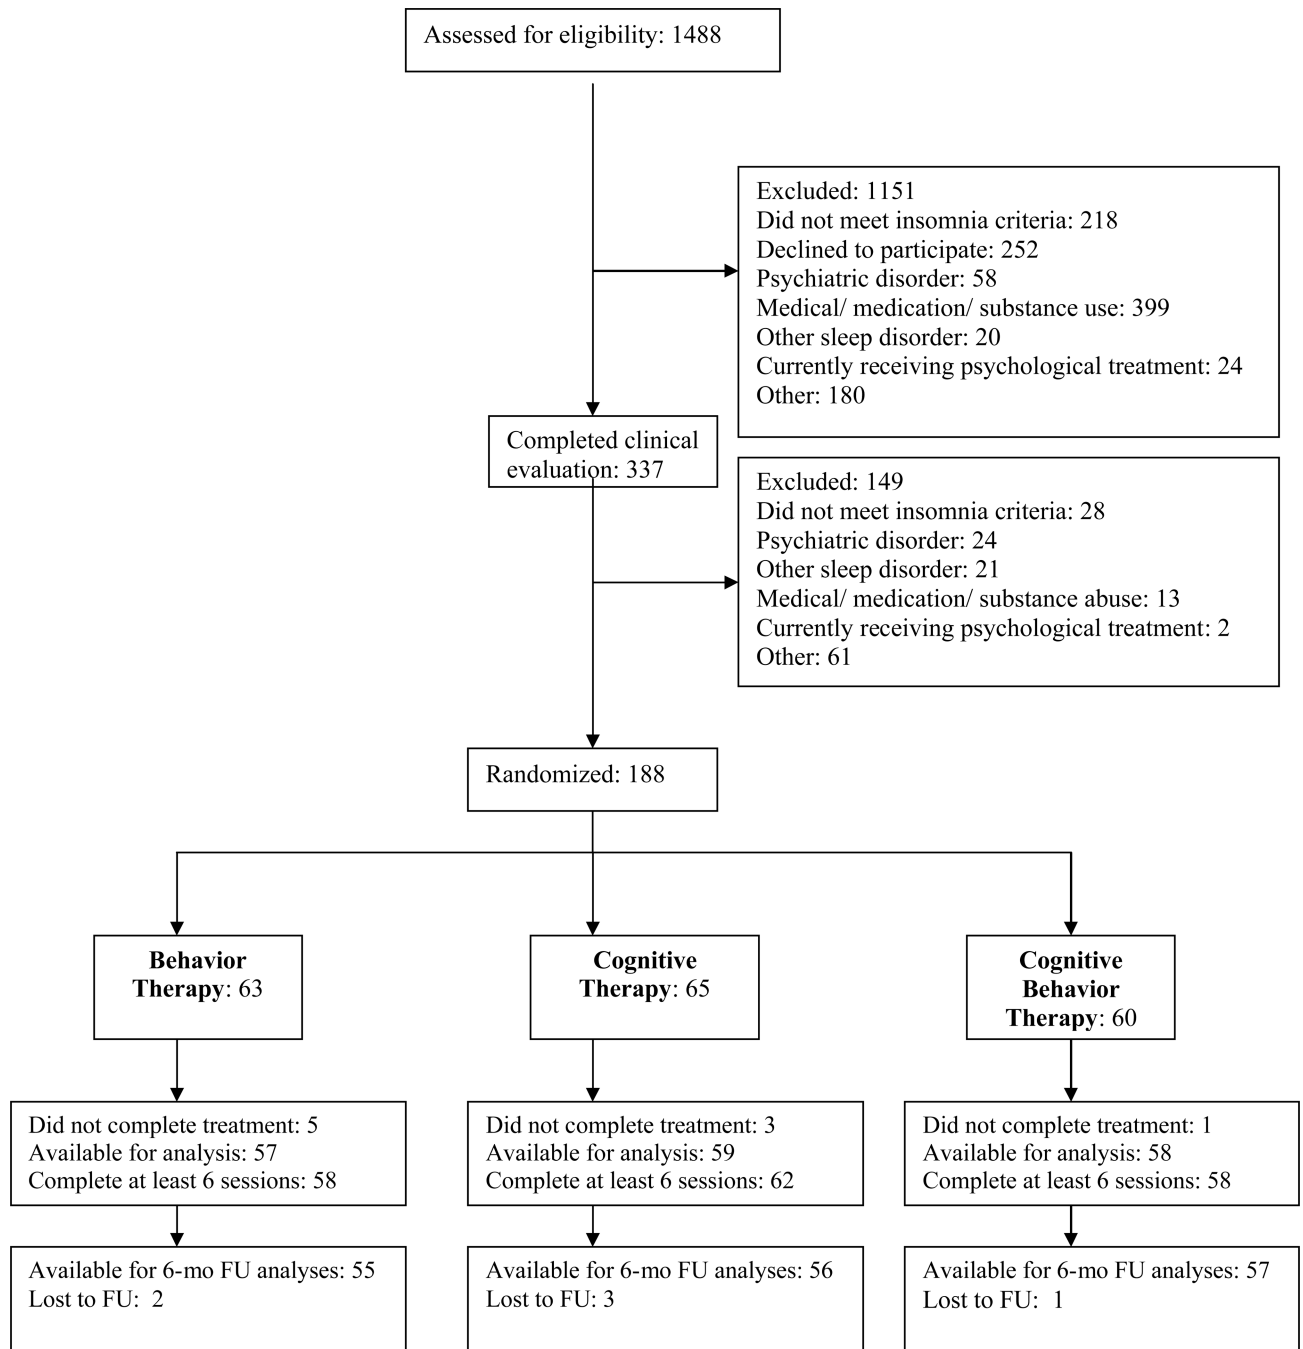 Assessed for eligibility: 1488
Excluded: 1151
Did not meet insomnia criteria: 218
Declined to participate: 252
Psychiatric disorder: 58
Medical/ medication/ substance use: 399
Other sleep disorder: 20
Currently receiving psychological treatment: 24
Other: 180
Completed clinical
evaluation: 337
Excluded: 149
Did not meet insomnia criteria: 28
Psychiatric disorder: 24
Other sleep disorder: 21
Medical/ medication/ substance abuse: 13
Currently receiving psychological treatment: 2
Other: 61
Randomized: 188
Behavior
Therapy: 63
Cognitive
Therapy: 65
Cognitive
Behavior
Therapy: 60
Did not complete treatment: 5
Available for analysis: 57
Complete at least 6 sessions: 58
Did not complete treatment: 3
Available for analysis: 59
Complete at least 6 sessions: 62
Did not complete treatment: 1
Available for analysis: 58
Complete at least 6 sessions: 58
Available for 6-mo FU analyses: 55
Lost to FU:  2
Available for 6-mo FU analyses: 56
Lost to FU: 3
Available for 6-mo FU analyses: 57
Lost to FU:  1